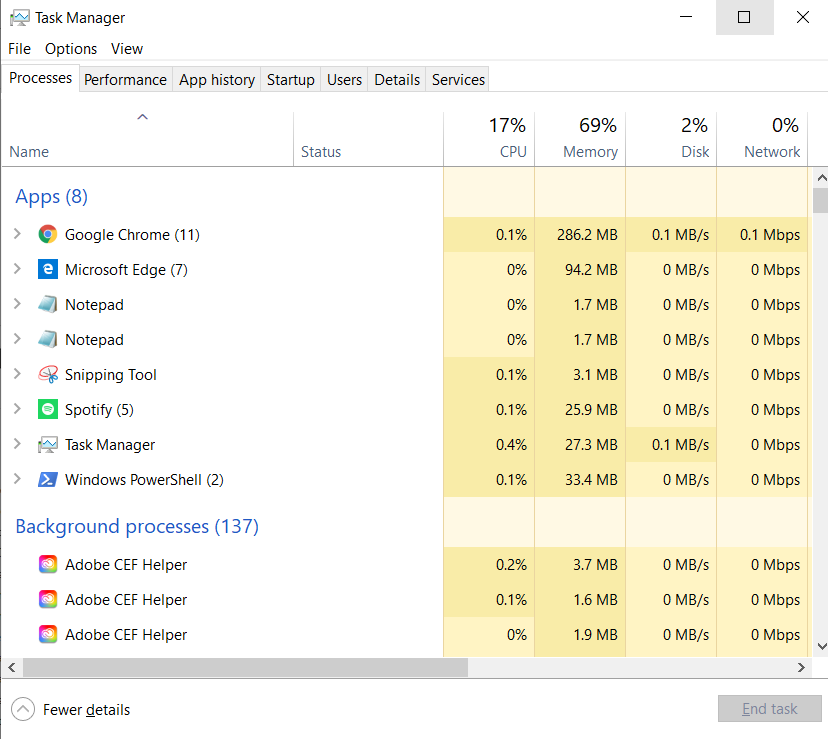 Task Manager
File Options View
Processes Performance App history Startup Users Details Services
17% 69% 2% 0%
Name Status CPU Memory Disk Network
Apps (8)
Google Chrome (11) 0.1% 286.2 MB 0.1 MB/s 0.1 Mbps
Microsoft Edge (7) 0% 94.2 MB 0 MB/s 0 Mbps
Notepad 0% 1.7 MB 0 MB/s 0 Mbps
Notepad 0% 1.7 MB 0 MB/s 0 Mbps
Snipping Tool 0.1% 3.1 MB 0 MB/s 0 Mbps
Spotify (5) 0.1% 25.9 MB 0 MB/s 0 Mbps
Task Manager 0.4% 27.3 MB 0.1 MB/s 0 Mbps
Windows PowerShell (2) 0.1% 33.4 MB 0 MB/s 0 Mbps
Background processes (137)
Adobe CEF Helper 0.2% 3.7 MB 0 MB/s 0 Mbps
Adobe CEF Helper 0.1% 1.6 MB 0 MB/s 0 Mbps
Adobe CEF Helper 0% 1.9 MB 0 MB/s 0 Mbps
Fewer details End task